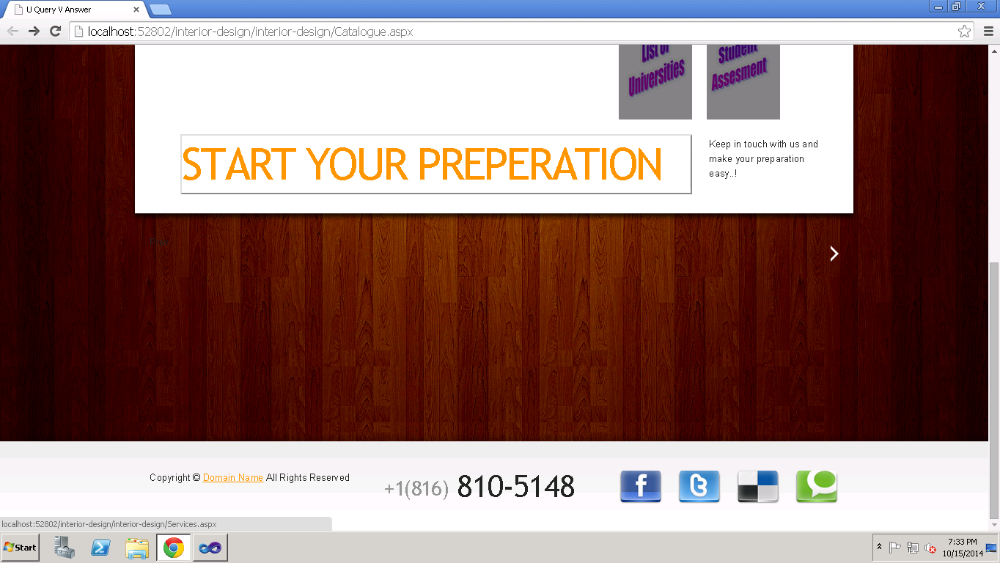 U Query V Answer
localhost:52802/interior-design/interior-design/Catalogue.aspx
List of
Universities
Student
Assesment
START YOUR PREPERATION
Keep in touch with us and
make your preparation
easy..!
Copyright © Domain Name All Rights Reserved
+1(816) 810-5148
localhost:52802/interior-design/interior-design/Services.aspx
Start
7:33 PM
10/15/2014